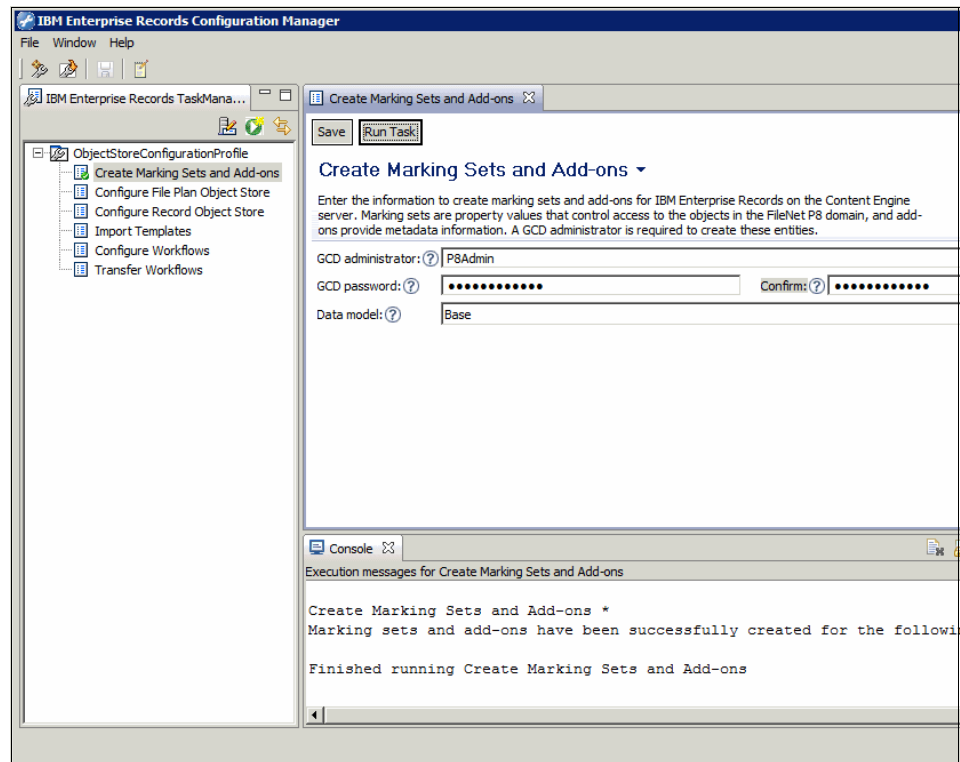 IBM Enterprise Records Configuration Manager
File Window Help
IBM Enterprise Records TaskMana...
ObjectStoreConfigurationProfile
Create Marking Sets and Add-ons
Configure File Plan Object Store
Configure Record Object Store
Import Templates
Configure Workflows
Transfer Workflows
Create Marking Sets and Add-ons
Save Run Task
Create Marking Sets and Add-ons
Enter the information to create marking sets and add-ons for IBM Enterprise Records on the Content Engine
server. Marking sets are property values that control access to the objects in the FileNet P8 domain, and add-
ons provide metadata information. A GCD administrator is required to create these entities.
GCD administrator: ? P8Admin
GCD password: ? ●●●●●●●●●●●● Confirm: ? ●●●●●●●●●●●●
Data model: ? Base
Console
Execution messages for Create Marking Sets and Add-ons
Create Marking Sets and Add-ons *
Marking sets and add-ons have been successfully created for the followi
Finished running Create Marking Sets and Add-ons